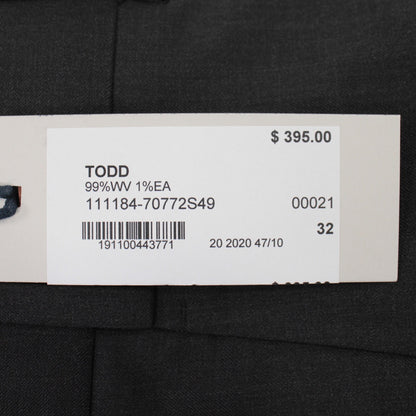 $ 395.00
TODD
99%WV 1%EA
111184-70772S49 00021
32
191100443771 20 2020 47/10